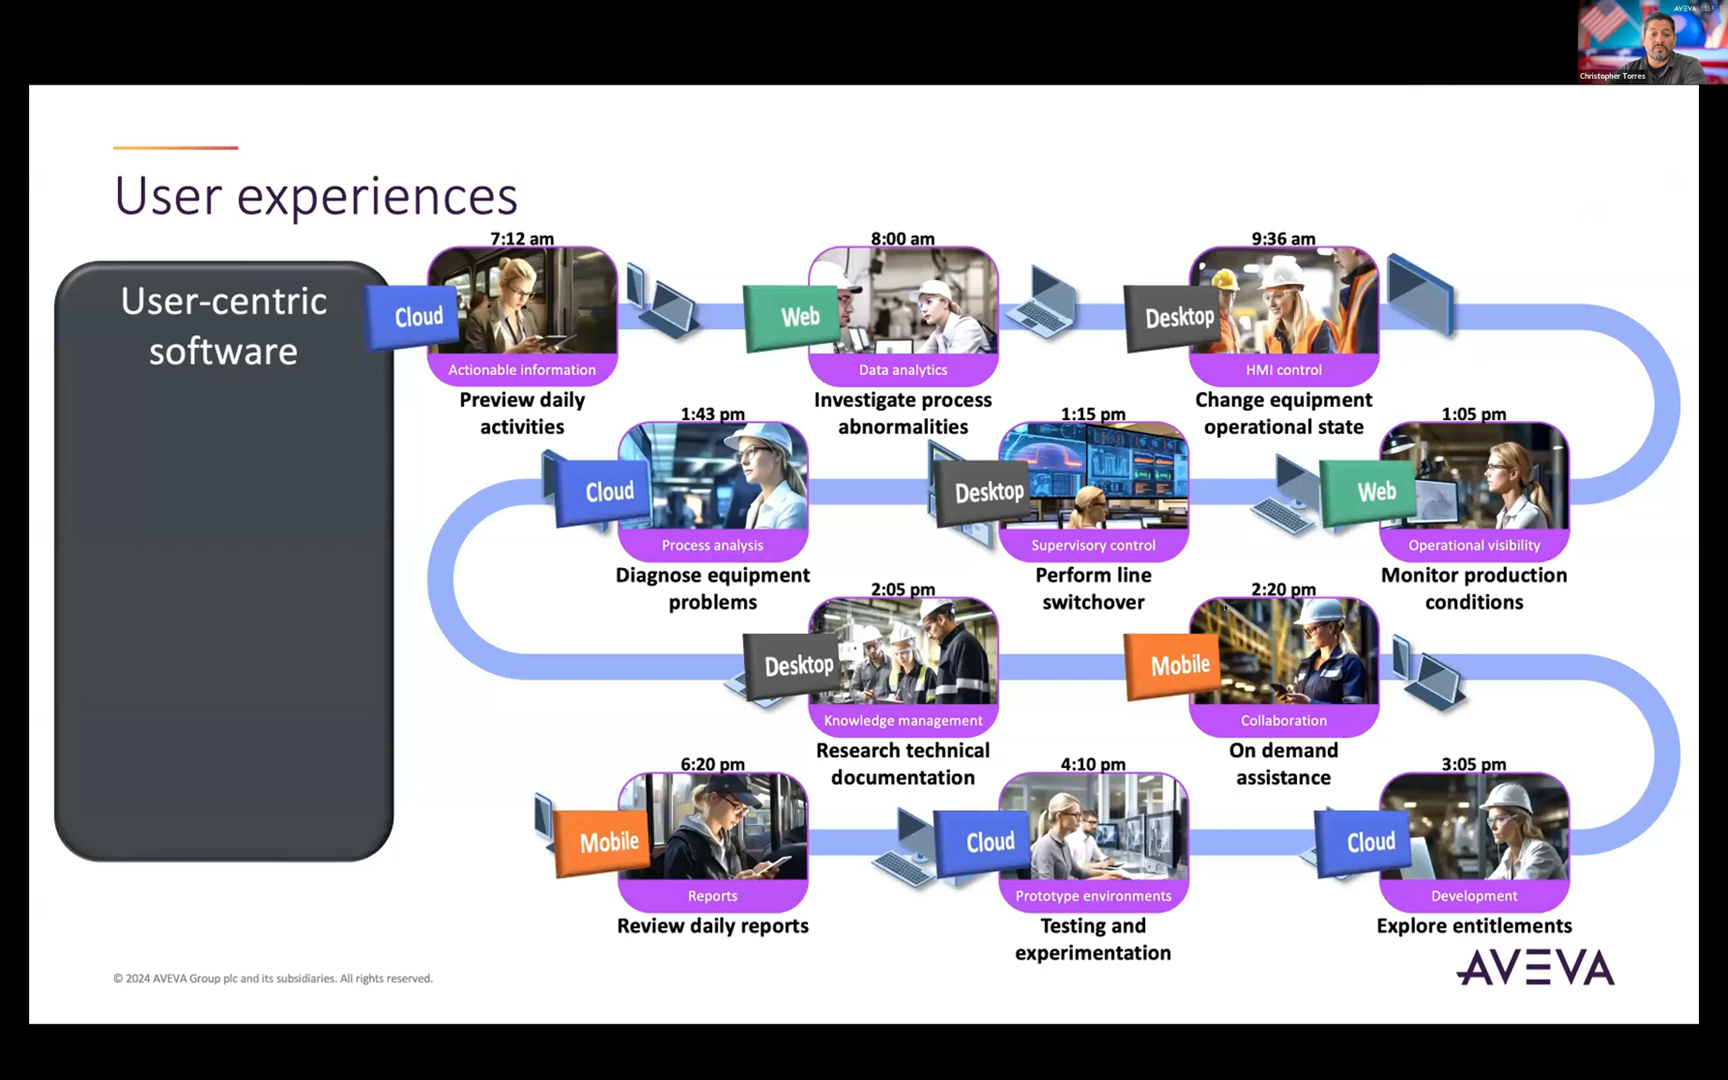 AVEVA
Christopher Torres
User experiences
User-centric
software
7:12 am
Cloud
Actionable information
Preview daily
activities
8:00 am
Web
Data analytics
Investigate process
abnormalities
9:36 am
Desktop
HMI control
Change equipment
operational state
1:43 pm
Cloud
Process analysis
Diagnose equipment
problems
1:15 pm
Desktop
Supervisory control
Perform line
switchover
1:05 pm
Web
Operational visibility
Monitor production
conditions
2:05 pm
Desktop
Knowledge management
Research technical
documentation
2:20 pm
Mobile
Collaboration
On demand
assistance
6:20 pm
Mobile
Reports
Review daily reports
4:10 pm
Cloud
Prototype environments
Testing and
experimentation
3:05 pm
Cloud
Development
Explore entitlements
© 2024 AVEVA Group plc and its subsidiaries. All rights reserved.
AVEVA